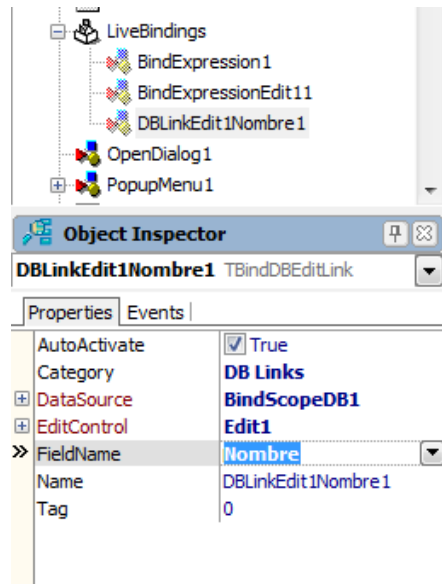 LiveBindings
BindExpression1
BindExpressionEdit11
DBLinkEdit1Nombre1
OpenDialog1
PopupMenu1
Object Inspector
DBLinkEdit1Nombre1 TBindDBEditLink
Properties Events
AutoActivate True
Category DB Links
DataSource BindScopeDB1
EditControl Edit1
FieldName Nombre
Name DBLinkEdit1Nombre1
Tag 0